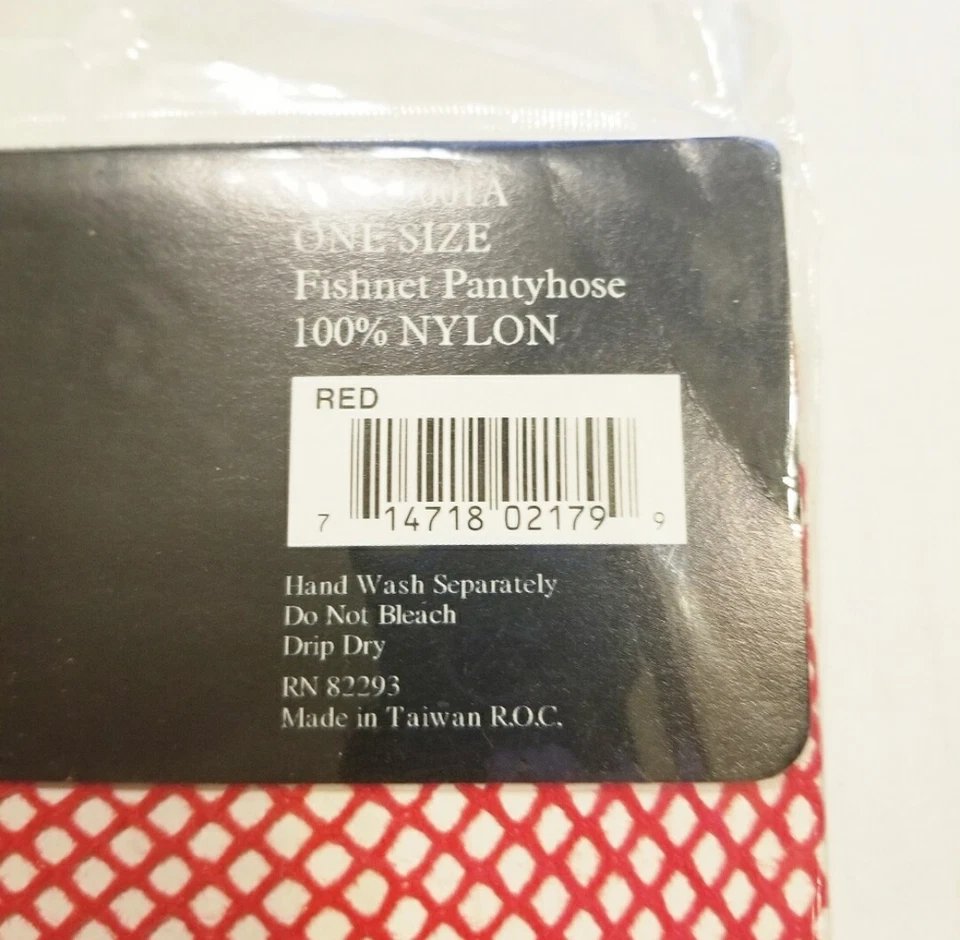 001A
ONE SIZE
Fishnet Pantyhose
100% NYLON
RED
7 14718 02179 9
Hand Wash Separately
Do Not Bleach
Drip Dry
RN 82293
Made in Taiwan R.O.C.